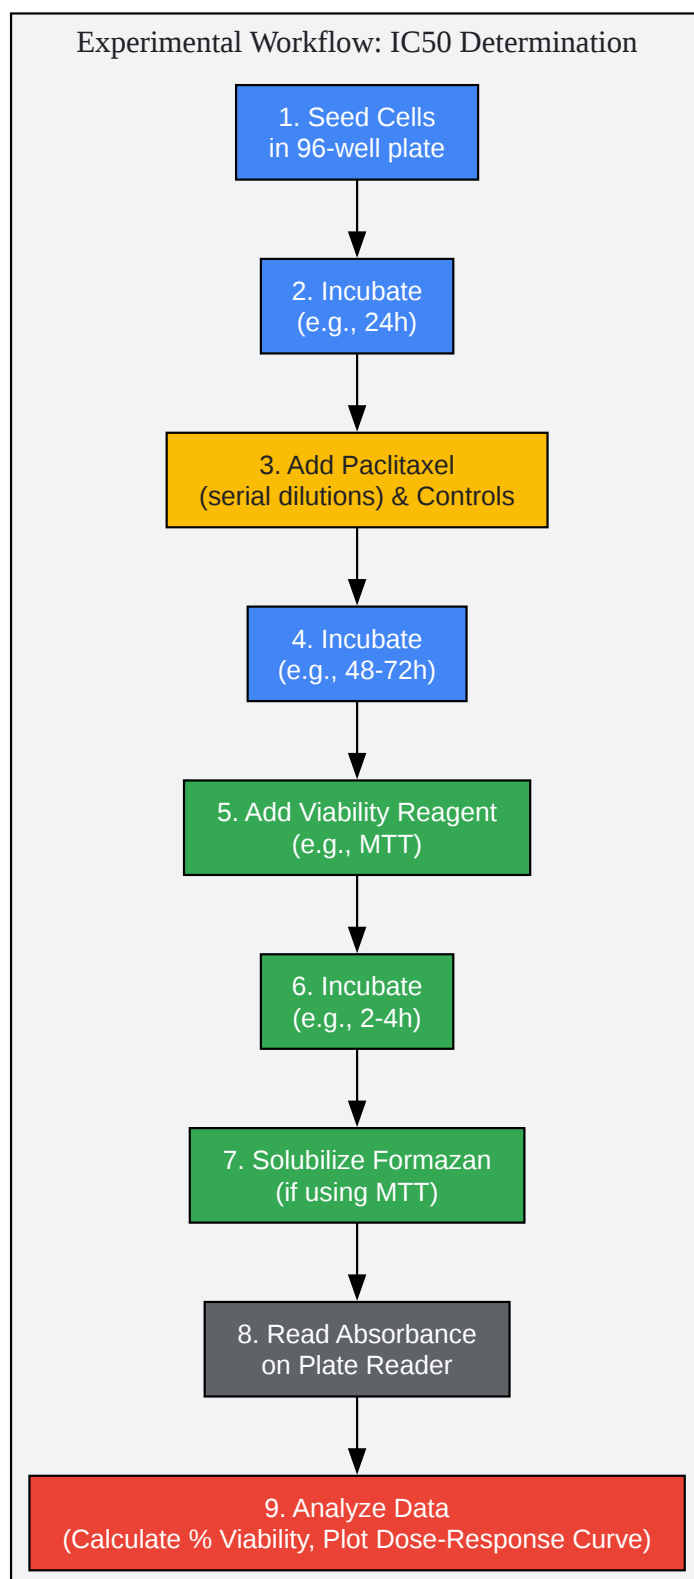 Experimental Workflow: IC50 Determination
1. Seed Cells
in 96-well plate
2. Incubate
(e.g., 24h)
3. Add Paclitaxel
(serial dilutions) & Controls
4. Incubate
(e.g., 48-72h)
5. Add Viability Reagent
(e.g., MTT)
6. Incubate
(e.g., 2-4h)
7. Solubilize Formazan
(if using MTT)
8. Read Absorbance
on Plate Reader
9. Analyze Data
(Calculate % Viability, Plot Dose-Response Curve)